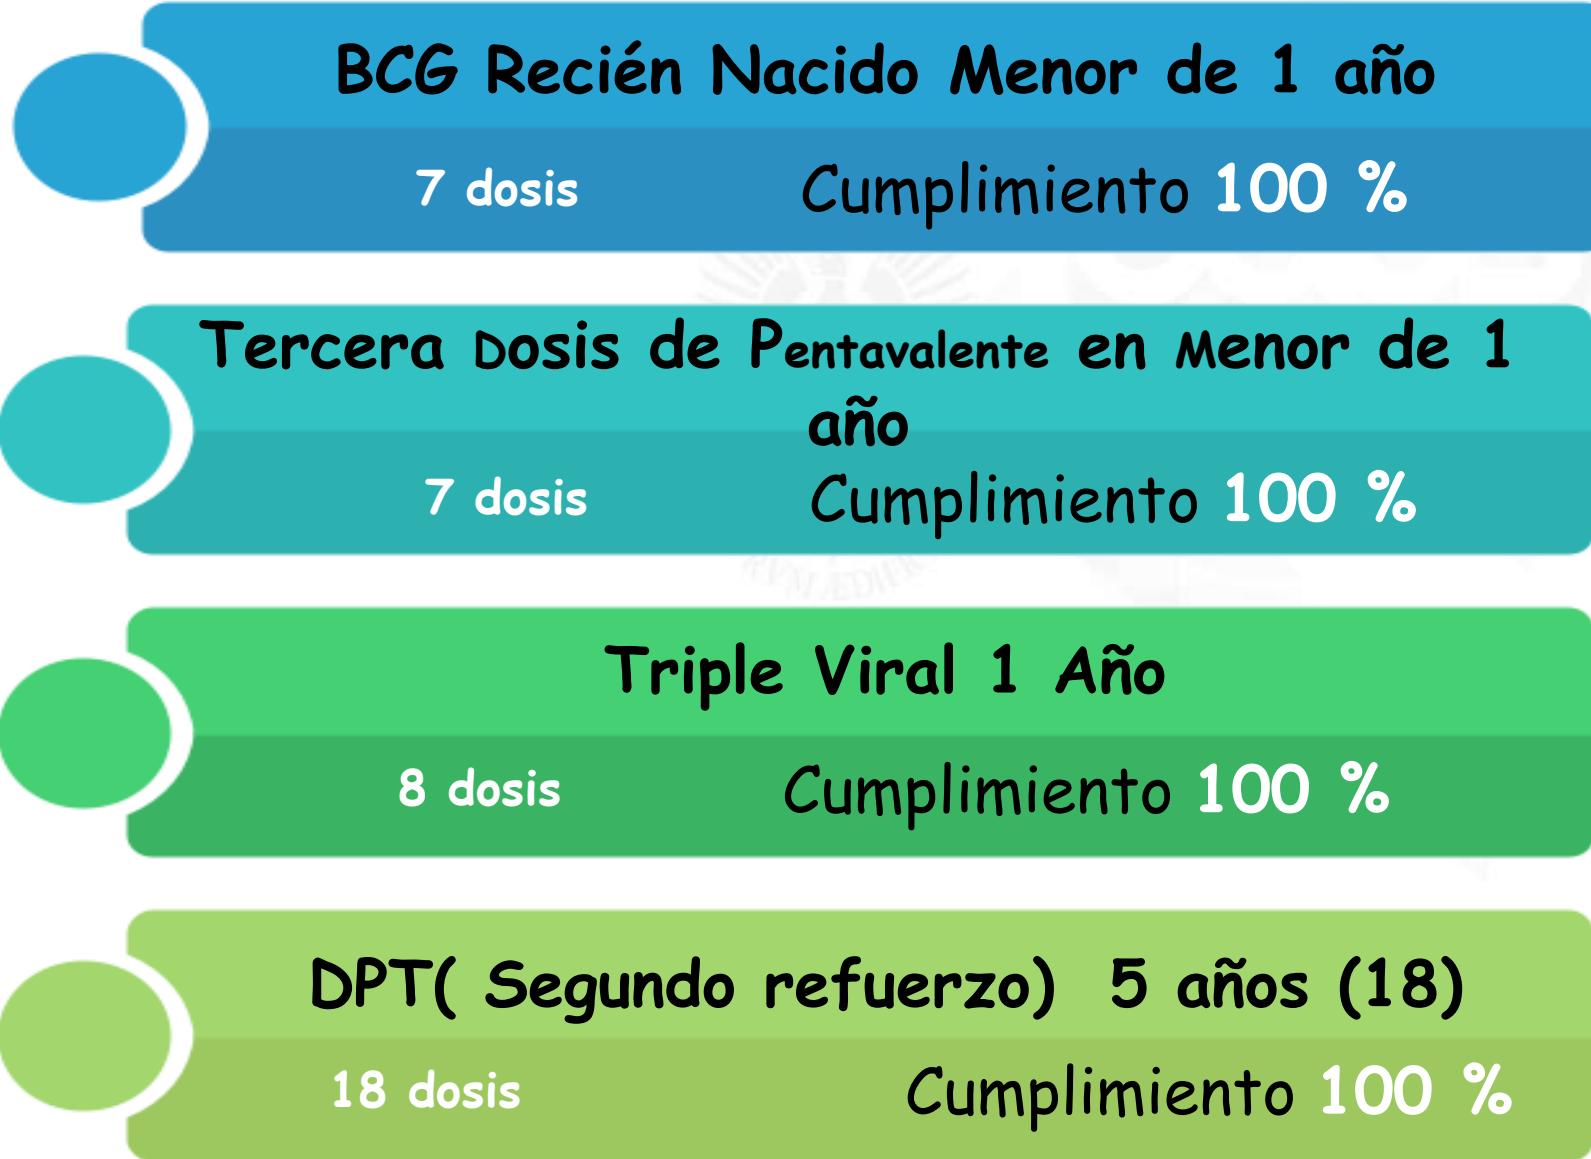 BCG Recién Nacido Menor de 1 año
7 dosis Cumplimiento 100 %
Tercera Dosis de Pentavalente en Menor de 1
año
7 dosis Cumplimiento 100 %
Triple Viral 1 Año
8 dosis Cumplimiento 100 %
DPT( Segundo refuerzo) 5 años (18)
18 dosis Cumplimiento 100 %